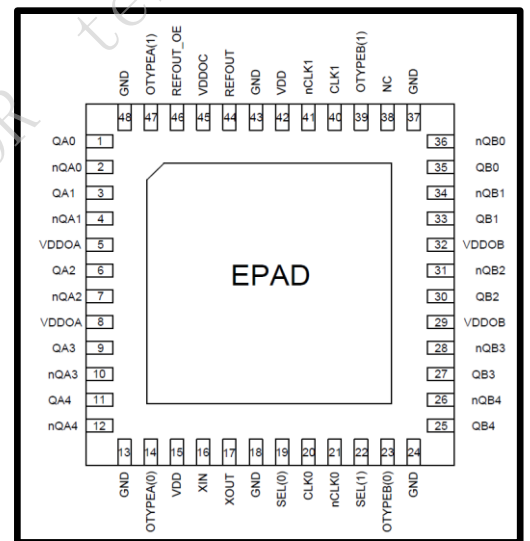 GND
OTYPEA(1)
REFOUT_OE
VDDOC
REFOUT
GND
VDD
nCLK1
CLK1
OTYPEB(1)
NC
GND
48 47 46 45 44 43 42 41 40 39 38 37
QA0 1
nQA0 2
QA1 3
nQA1 4
VDDOA 5
QA2 6
nQA2 7
VDDOA 8
QA3 9
nQA3 10
QA4 11
nQA4 12
EPAD
36 nQB0
35 QB0
34 nQB1
33 QB1
32 VDDOB
31 nQB2
30 QB2
29 VDDOB
28 nQB3
27 QB3
26 nQB4
25 QB4
13 14 15 16 17 18 19 20 21 22 23 24
GND
OTYPEA(0)
VDD
XIN
XOUT
GND
SEL(0)
CLK0
nCLK0
SEL(1)
OTYPEB(0)
GND